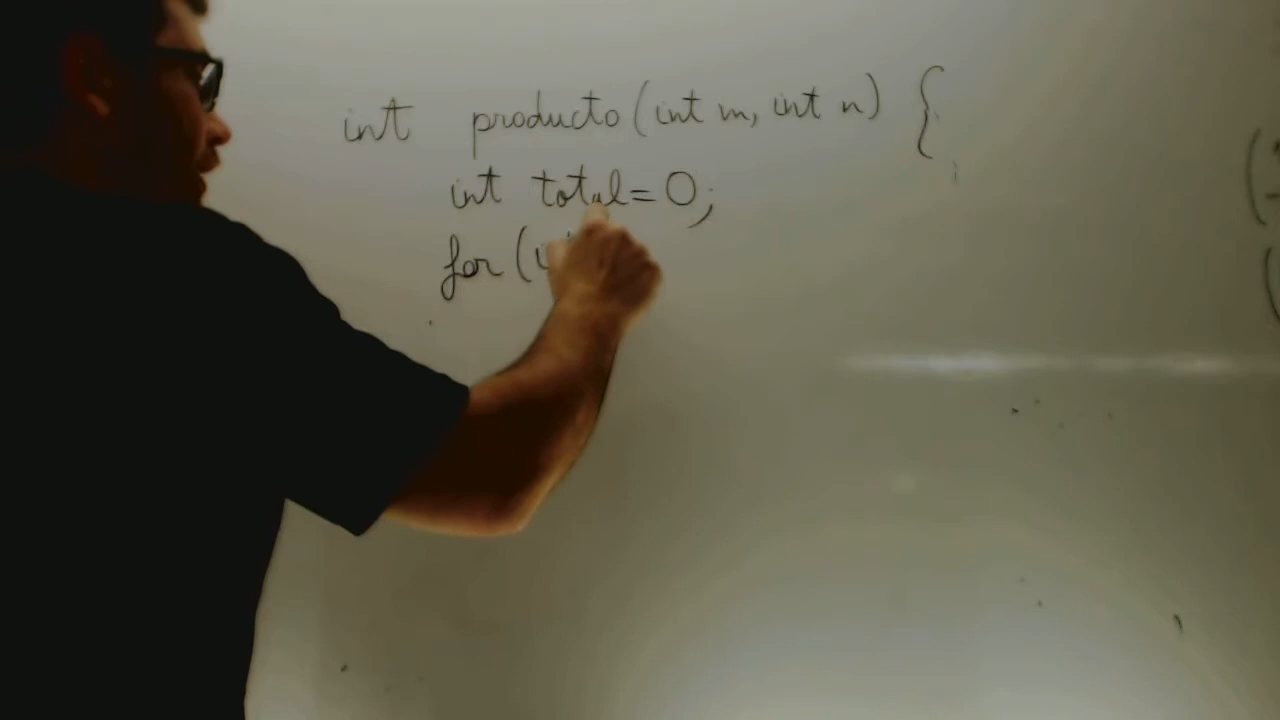 int producto(int m, int n) {
int total=0;
for (i